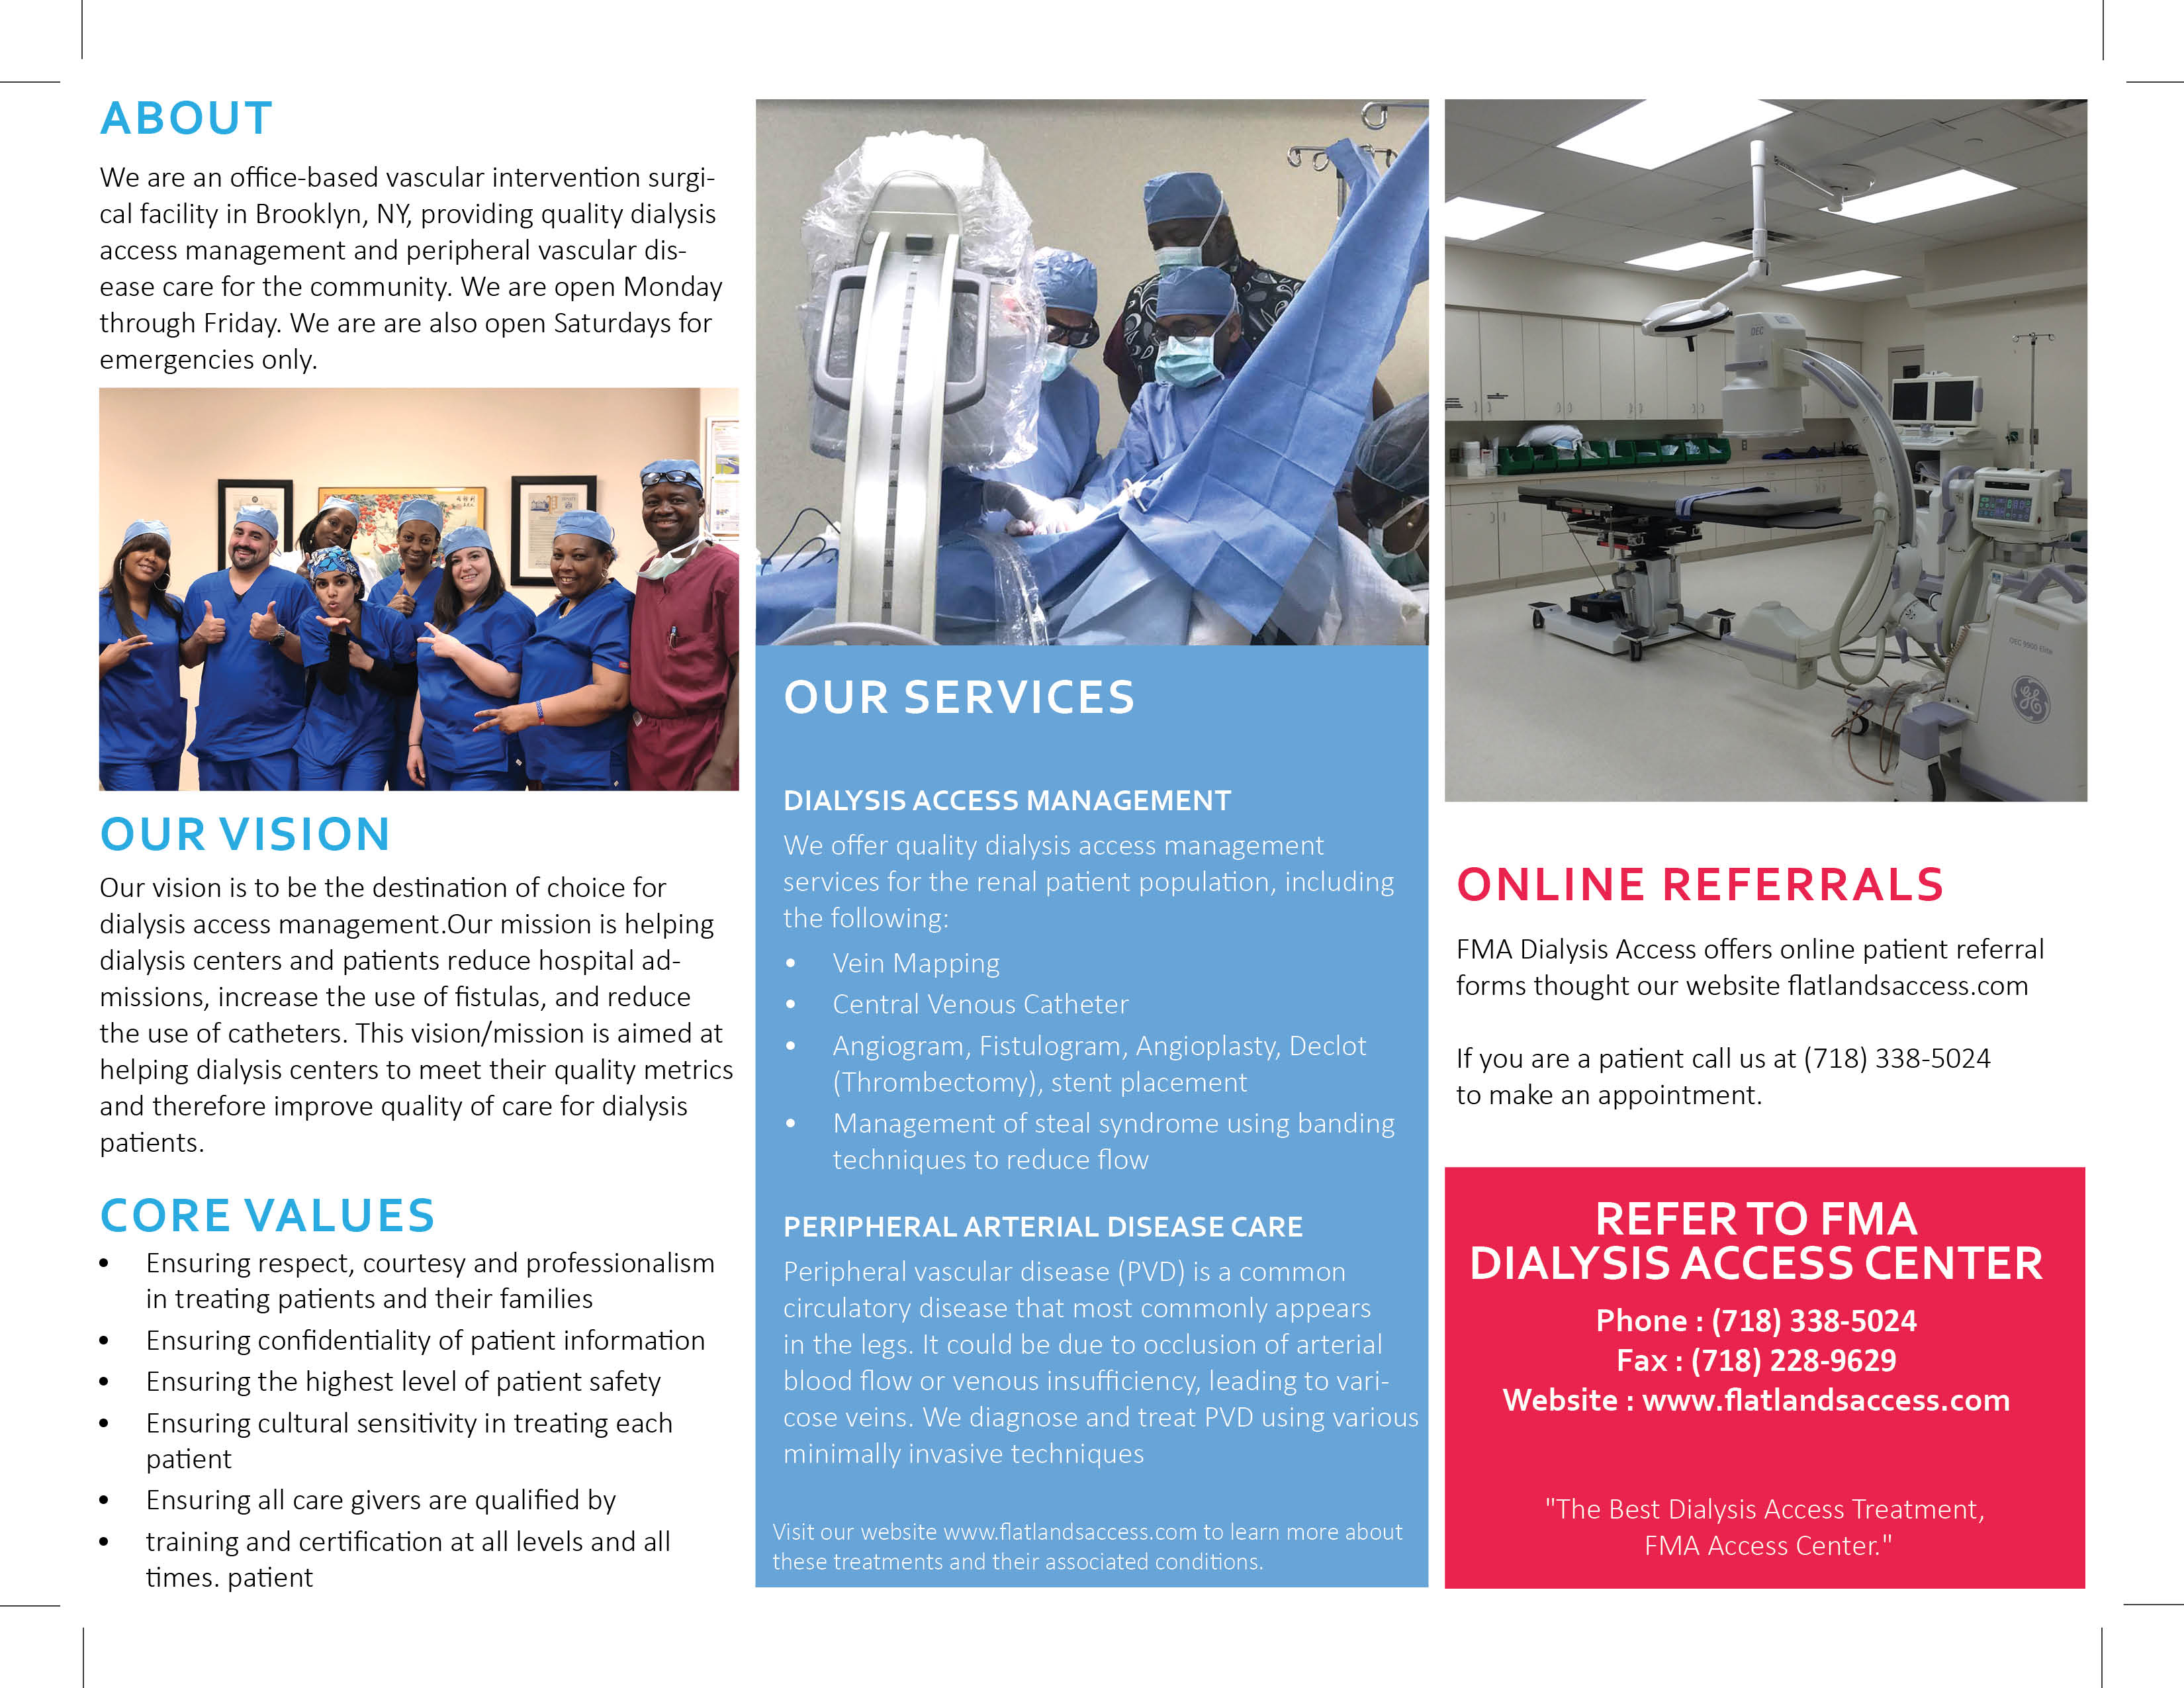 ABOUT
We are an office-based vascular intervention surgi-
cal facility in Brooklyn, NY, providing quality dialysis
access management and peripheral vascular dis-
ease care for the community. We are open Monday
through Friday. We are are also open Saturdays for
emergencies only.
OUR VISION
Our vision is to be the destination of choice for
dialysis access management.Our mission is helping
dialysis centers and patients reduce hospital ad-
missions, increase the use of fistulas, and reduce
the use of catheters. This vision/mission is aimed at
helping dialysis centers to meet their quality metrics
and therefore improve quality of care for dialysis
patients.
CORE VALUES
• Ensuring respect, courtesy and professionalism
in treating patients and their families
• Ensuring confidentiality of patient information
• Ensuring the highest level of patient safety
• Ensuring cultural sensitivity in treating each
patient
• Ensuring all care givers are qualified by
• training and certification at all levels and all
times. patient
OUR SERVICES
DIALYSIS ACCESS MANAGEMENT
We offer quality dialysis access management
services for the renal patient population, including
the following:
• Vein Mapping
• Central Venous Catheter
• Angiogram, Fistulogram, Angioplasty, Declot
(Thrombectomy), stent placement
• Management of steal syndrome using banding
techniques to reduce flow
PERIPHERAL ARTERIAL DISEASE CARE
Peripheral vascular disease (PVD) is a common
circulatory disease that most commonly appears
in the legs. It could be due to occlusion of arterial
blood flow or venous insufficiency, leading to vari-
cose veins. We diagnose and treat PVD using various
minimally invasive techniques
Visit our website www.flatlandsaccess.com to learn more about
these treatments and their associated conditions.
OEC
OEC 9900 Elite
GE
ONLINE REFERRALS
FMA Dialysis Access offers online patient referral
forms thought our website flatlandsaccess.com
If you are a patient call us at (718) 338-5024
to make an appointment.
REFER TO FMA
DIALYSIS ACCESS CENTER
Phone : (718) 338-5024
Fax : (718) 228-9629
Website : www.flatlandsaccess.com
"The Best Dialysis Access Treatment,
FMA Access Center."